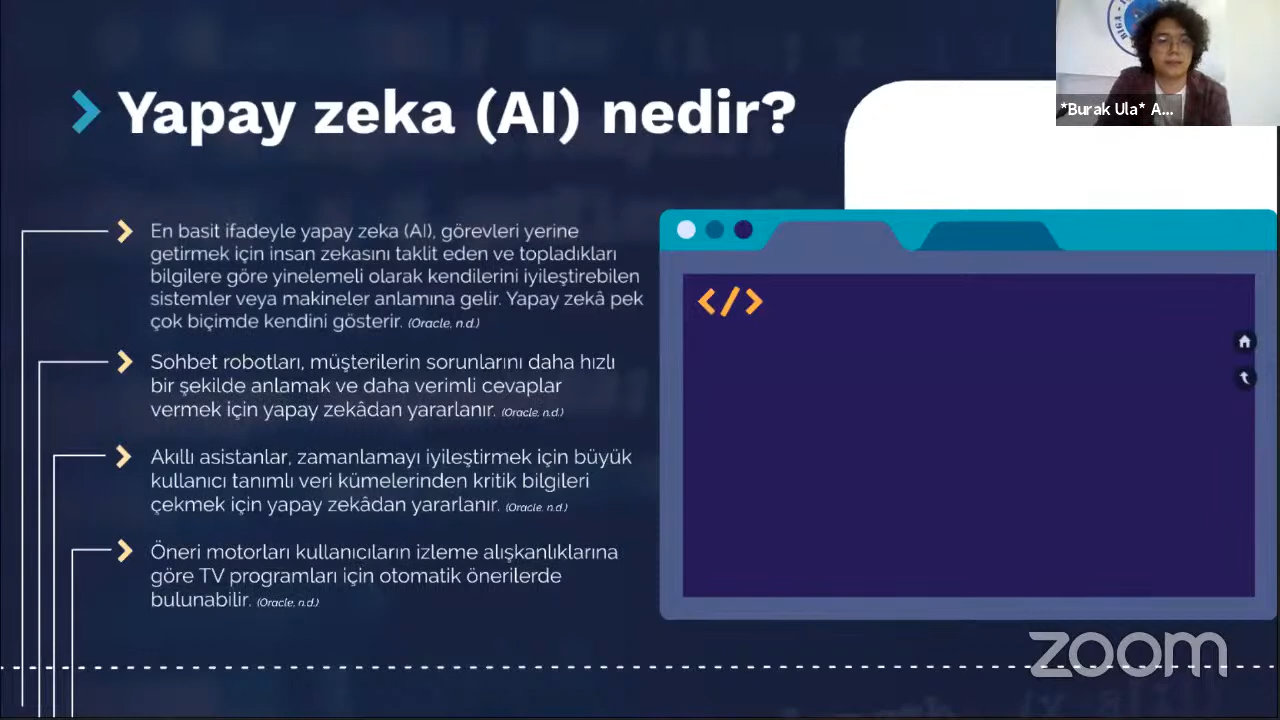 Yapay zeka (AI) nedir?
*Burak Ula* A...
En basit ifadeyle yapay zeka (AI), görevleri yerine
getirmek için insan zekasını taklit eden ve topladıkları
bilgilere göre yinelemeli olarak kendilerini iyileştirebilen
sistemler veya makineler anlamına gelir. Yapay zekâ pek
çok biçimde kendini gösterir. (Oracle, n.d.)
Sohbet robotları, müşterilerin sorunlarını daha hızlı
bir şekilde anlamak ve daha verimli cevaplar
vermek için yapay zekâdan yararlanır. (Oracle, n.d.)
Akıllı asistanlar, zamanlamayı iyileştirmek için büyük
kullanıcı tanımlı veri kümelerinden kritik bilgileri
çekmek için yapay zekâdan yararlanır. (Oracle, n.d.)
Öneri motorları kullanıcıların izleme alışkanlıklarına
göre TV programları için otomatik önerilerde
bulunabilir. (Oracle, n.d.)
</>
zoom